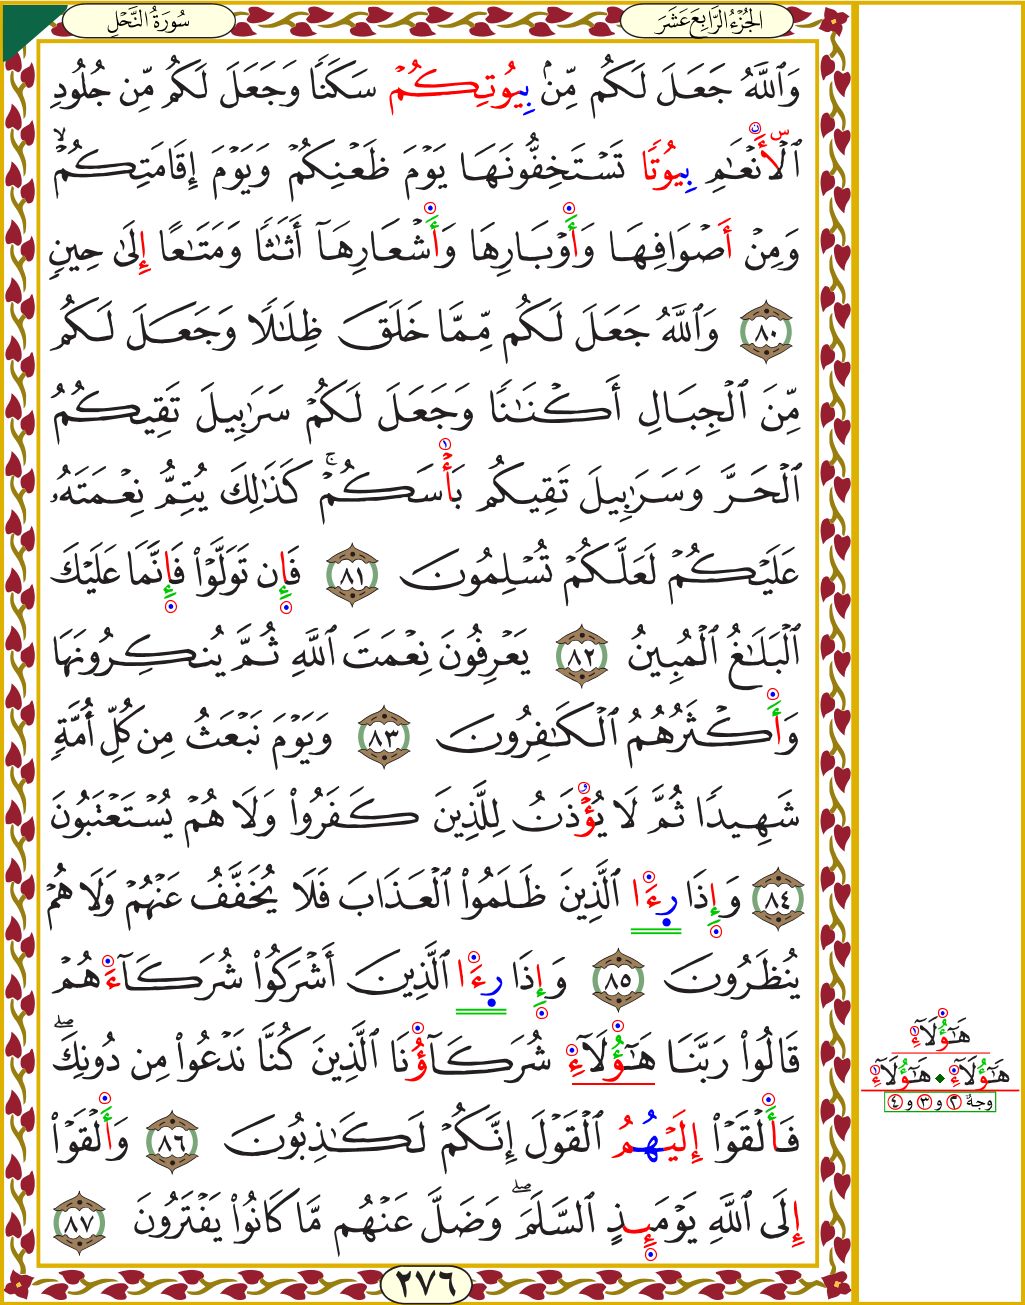 سُورَةُ النَّحْلِ
الجُزْءُ الرَّابِعَ عَشَرَ
وَٱللَّهُ جَعَلَ لَكُم مِّنۢ بِيُوتِكُمۡ سَكَنٗا وَجَعَلَ لَكُم مِّن جُلُودِ
ٱلۡأَنۡعَٰمِ بِيُوتٗا تَسۡتَخِفُّونَهَا يَوۡمَ ظَعۡنِكُمۡ وَيَوۡمَ إِقَامَتِكُمۡۙ
وَمِنۡ أَصۡوَافِهَا وَأَوۡبَارِهَا وَأَشۡعَارِهَآ أَثَٰثٗا وَمَتَٰعًا إِلَىٰ حِينٖ
٨٠ وَٱللَّهُ جَعَلَ لَكُم مِّمَّا خَلَقَ ظِلَٰلٗا وَجَعَلَ لَكُم
مِّنَ ٱلۡجِبَالِ أَكۡنَٰنٗا وَجَعَلَ لَكُمۡ سَرَٰبِيلَ تَقِيكُمُ
ٱلۡحَرَّ وَسَرَٰبِيلَ تَقِيكُم بَأۡسَكُمۡۚ كَذَٰلِكَ يُتِمُّ نِعۡمَتَهُۥ
عَلَيۡكُمۡ لَعَلَّكُمۡ تُسۡلِمُونَ ٨١ فَإِن تَوَلَّوۡاْ فَإِنَّمَا عَلَيۡكَ
ٱلۡبَلَٰغُ ٱلۡمُبِينُ ٨٢ يَعۡرِفُونَ نِعۡمَتَ ٱللَّهِ ثُمَّ يُنكِرُونَهَا
وَأَكۡثَرُهُمُ ٱلۡكَٰفِرُونَ ٨٣ وَيَوۡمَ نَبۡعَثُ مِن كُلِّ أُمَّةٖ
شَهِيدٗا ثُمَّ لَا يُؤۡذَنُ لِلَّذِينَ كَفَرُواْ وَلَا هُمۡ يُسۡتَعۡتَبُونَ
٨٤ وَإِذَا رِءَا ٱلَّذِينَ ظَلَمُواْ ٱلۡعَذَابَ فَلَا يُخَفَّفُ عَنۡهُمۡ وَلَا هُمۡ
يُنظَرُونَ ٨٥ وَإِذَا رِءَا ٱلَّذِينَ أَشۡرَكُواْ شُرَكَآءَهُمۡ
قَالُواْ رَبَّنَا هَٰٓؤُلَآءِ شُرَكَآؤُنَا ٱلَّذِينَ كُنَّا نَدۡعُواْ مِن دُونِكَۖ
فَأَلۡقَوۡاْ إِلَيۡهُمُ ٱلۡقَوۡلَ إِنَّكُمۡ لَكَٰذِبُونَ ٨٦ وَأَلۡقَوۡاْ
إِلَى ٱللَّهِ يَوۡمَئِذٍ ٱلسَّلَمَۖ وَضَلَّ عَنۡهُم مَّا كَانُواْ يَفۡتَرُونَ ٨٧
٢٧٦
هَٰٓؤُلَآءِ
هَٰٓؤُلَآءِ هَٰٓؤُلَآءِ
وجهٌ ٢ و ٣ و ٤